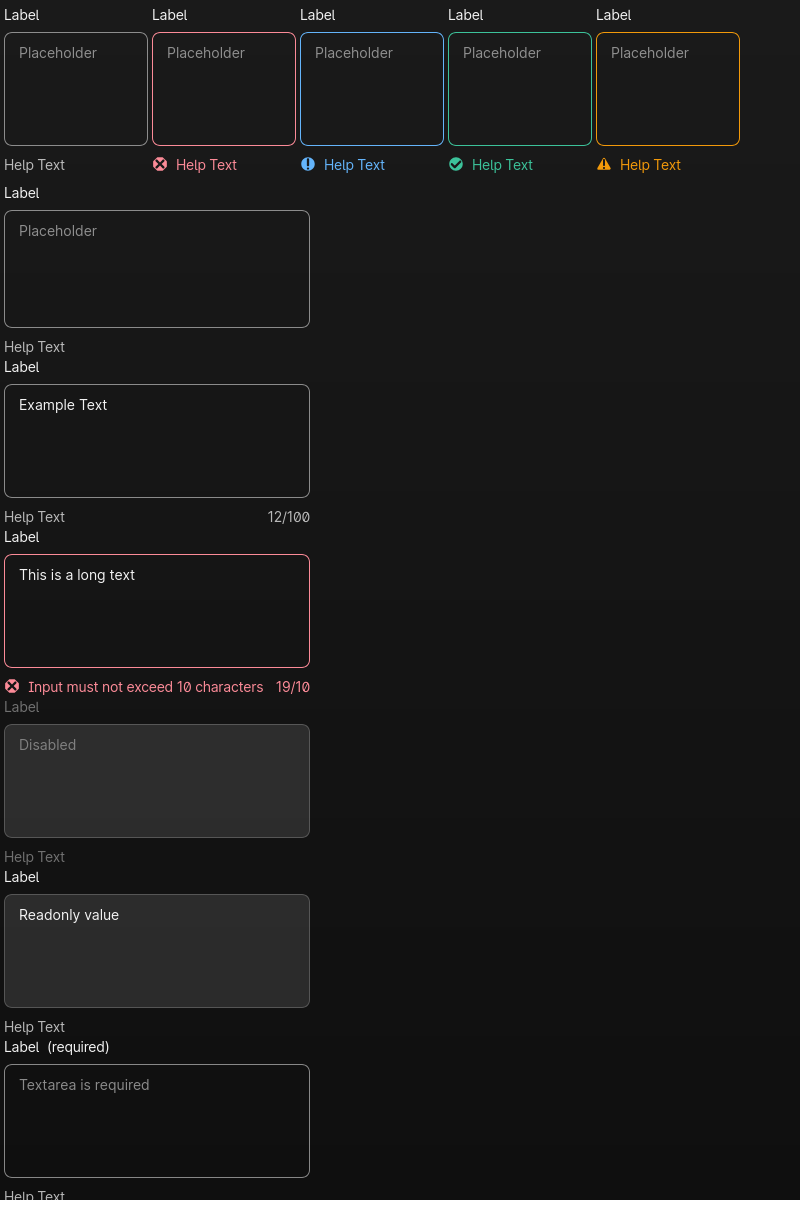 Label Label Label Label Label
Placeholder Placeholder Placeholder Placeholder Placeholder
Help Text Help Text Help Text Help Text Help Text
Label
Placeholder
Help Text
Label
Example Text
Help Text 12/100
Label
This is a long text
Input must not exceed 10 characters 19/10
Label
Disabled
Help Text
Label
Readonly value
Help Text
Label (required)
Textarea is required
Help Text